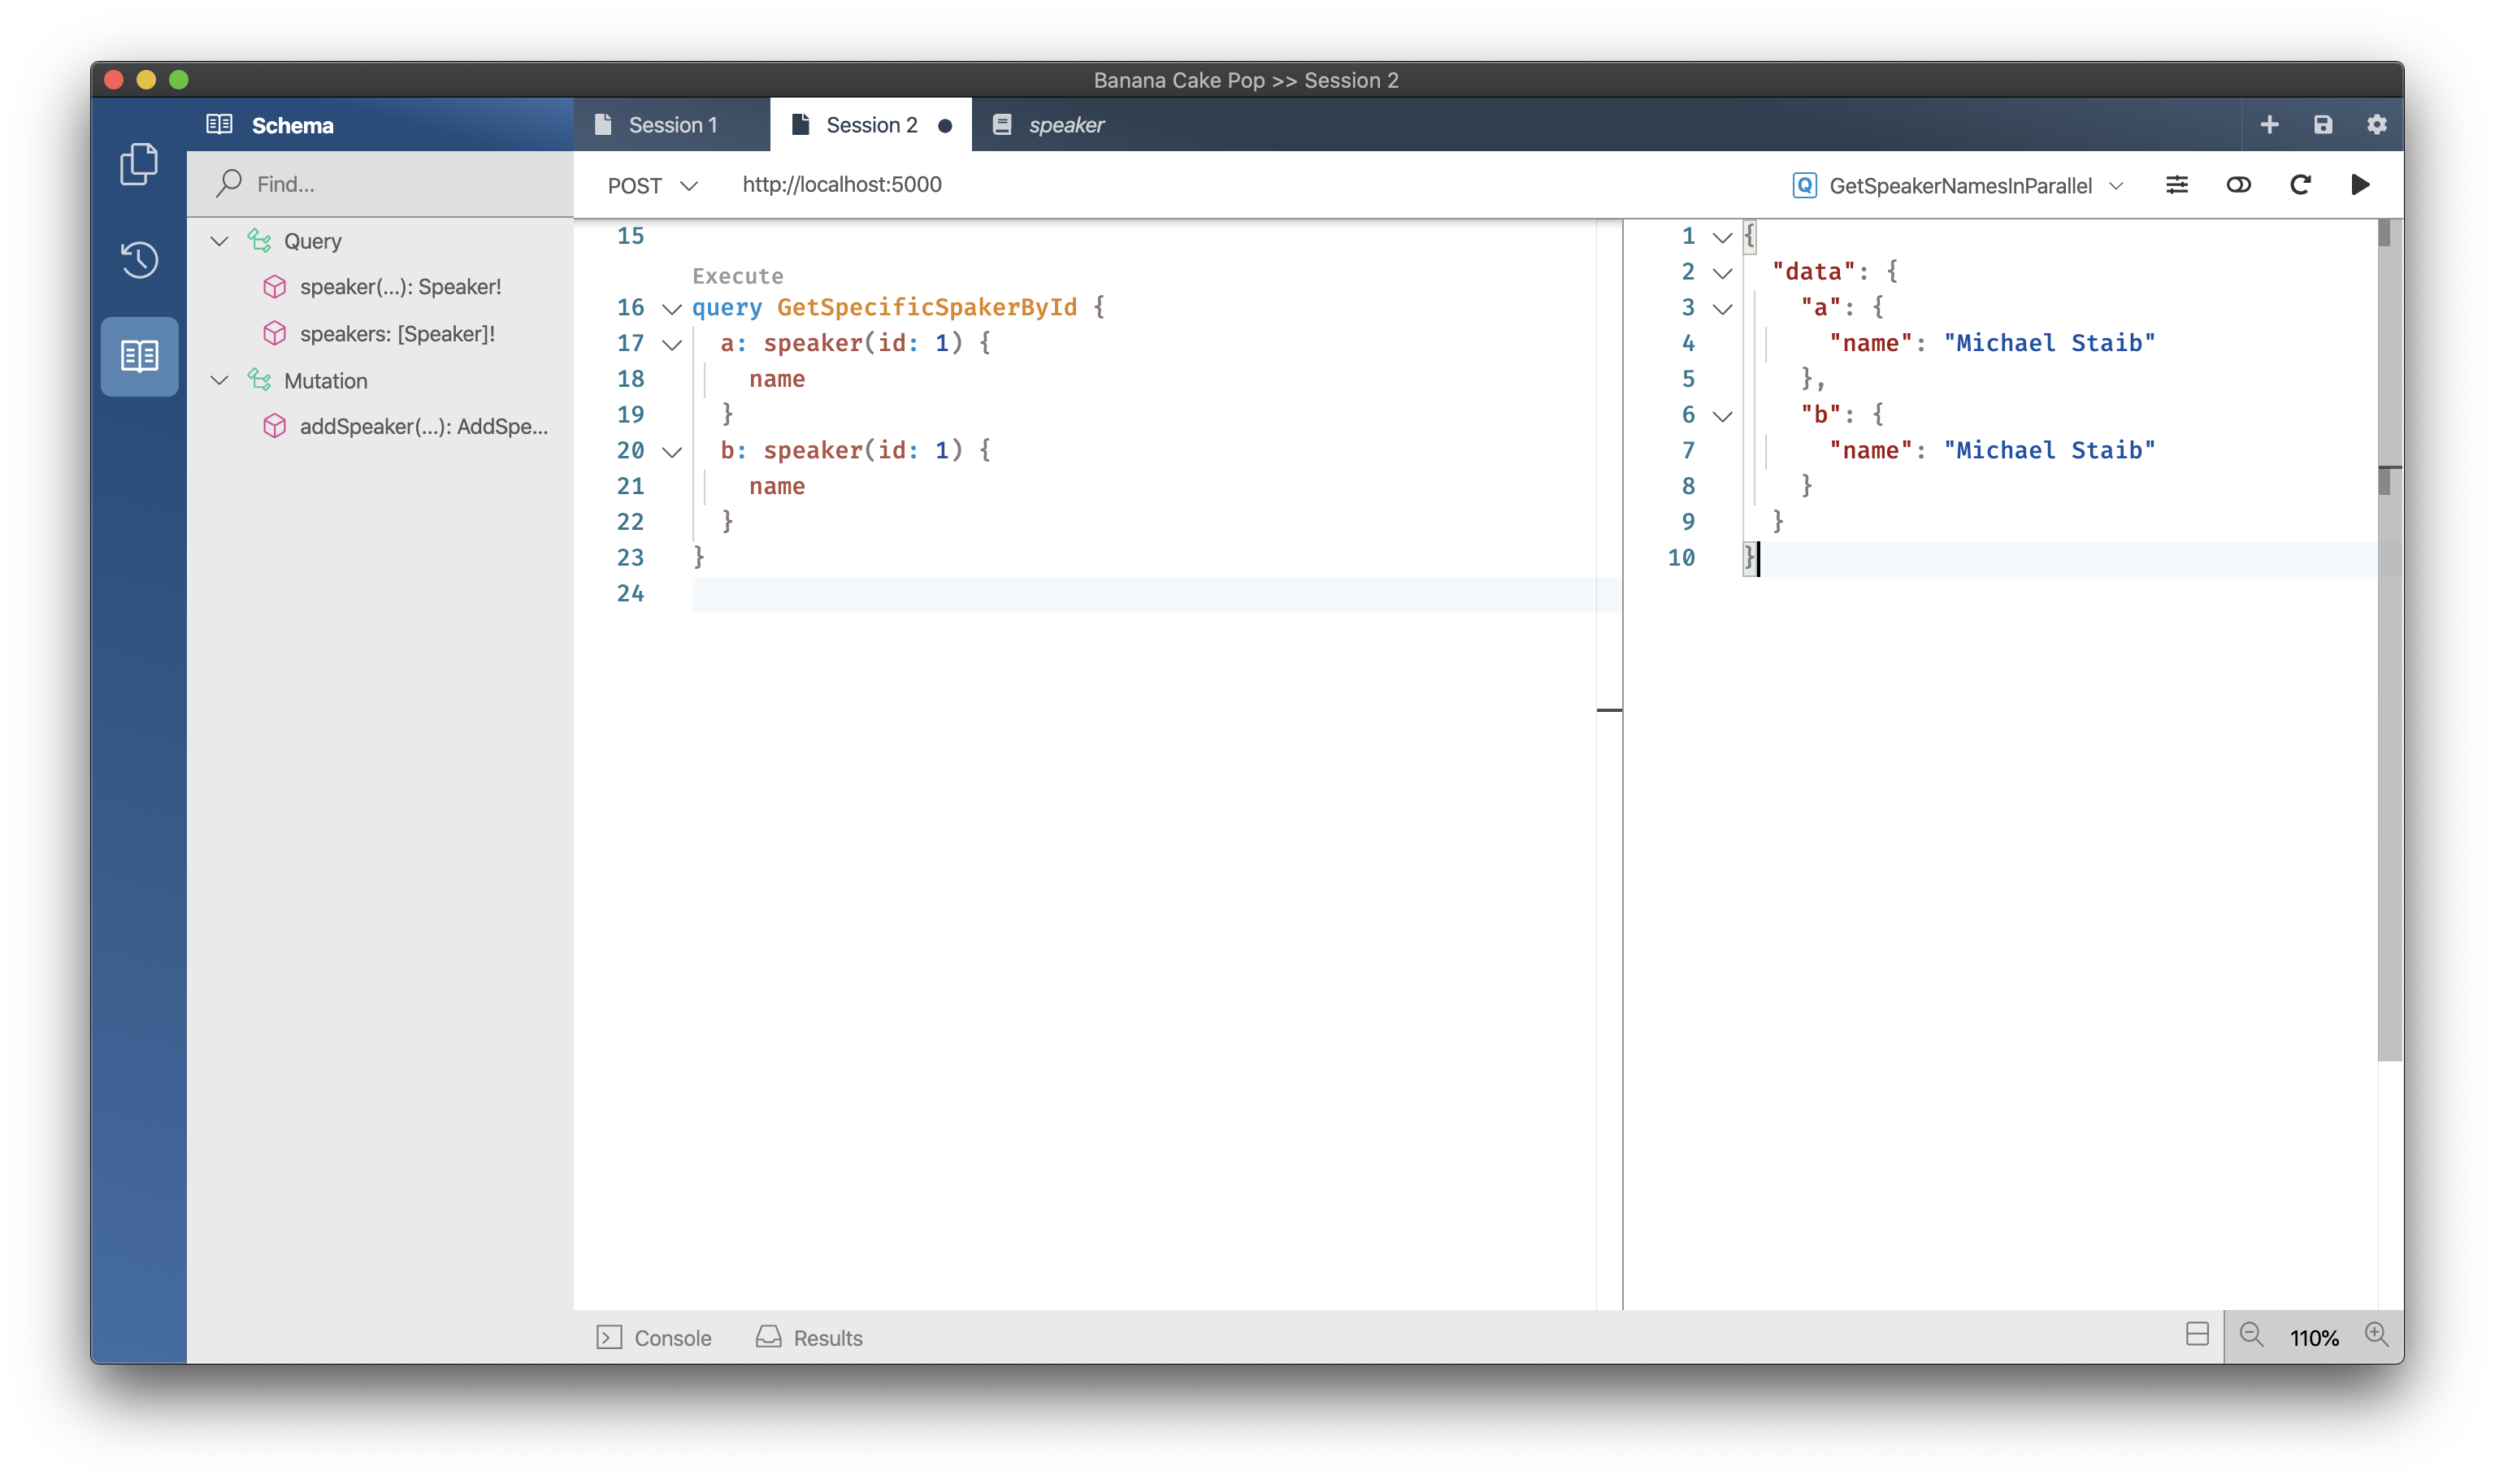 Banana Cake Pop >> Session 2
Schema
Session 1
Session 2
speaker
Find...
POST
http://localhost:5000
Q GetSpeakerNamesInParallel
Query
speaker(...): Speaker!
speakers: [Speaker]!
Mutation
addSpeaker(...): AddSpe...
15
Execute
16 query GetSpecificSpakerById {
17 a: speaker(id: 1) {
18 name
19 }
20 b: speaker(id: 1) {
21 name
22 }
23 }
24
1 {
2 "data": {
3 "a": {
4 "name": "Michael Staib"
5 },
6 "b": {
7 "name": "Michael Staib"
8 }
9 }
10 }
Console
Results
110%